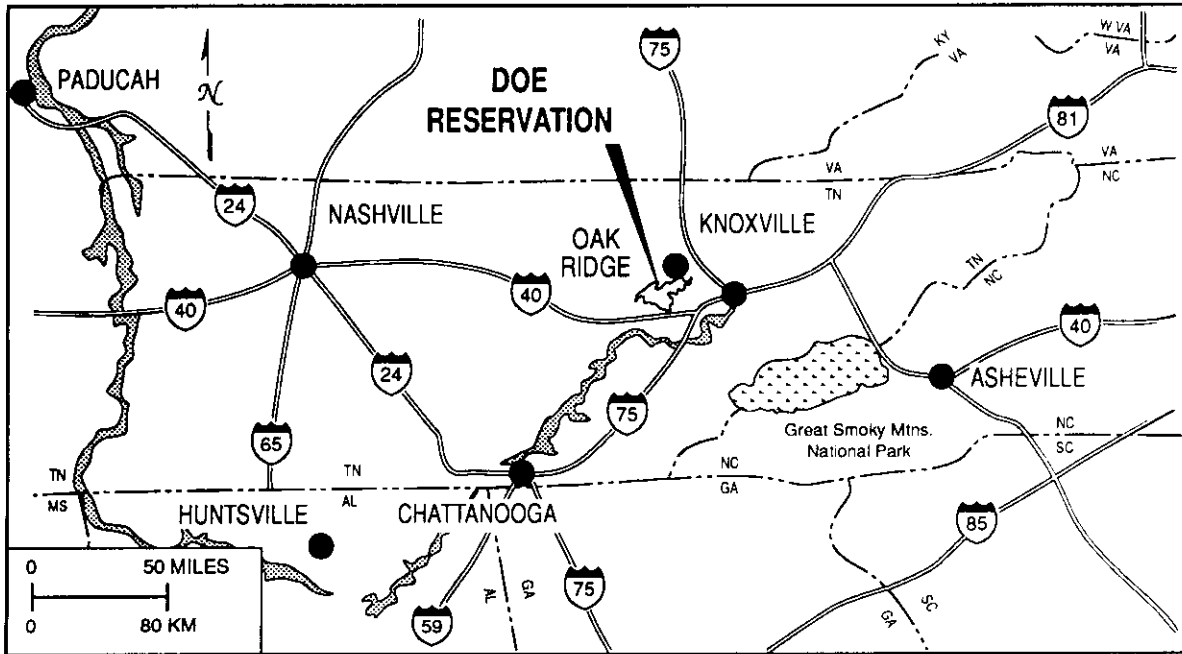 PADUCAH
N
75
KY
VA
W VA
VA
DOE
RESERVATION
81
VA
TN
VA
NC
24
NASHVILLE
KNOXVILLE
OAK
RIDGE
TN
NC
40
40
40
24
ASHEVILLE
75
65
Great Smoky Mtns.
National Park
NC
SC
TN
MS
TN
AL
NC
GA
HUNTSVILLE
CHATTANOOGA
85
0
50 MILES
0
80 KM
AL
GA
59
75
SC
GA